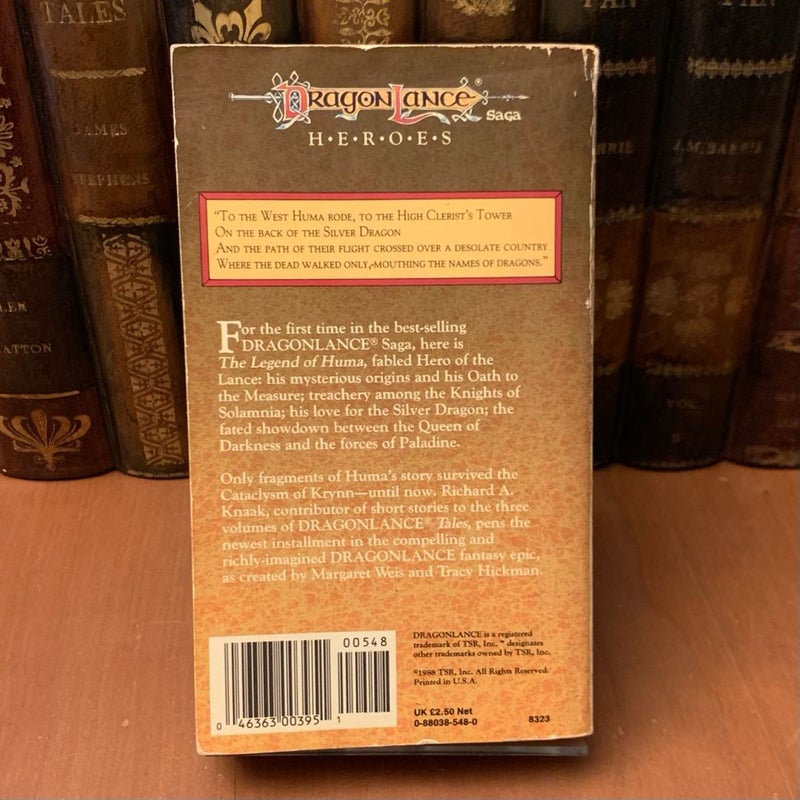 TALES
JAMES
STEPHENS
PAN
PAN
J.M. BARRIE
DRAGONLANCE®
Saga
H•E•R•O•E•S
"TO THE WEST HUMA RODE, TO THE HIGH CLERIST'S TOWER
ON THE BACK OF THE SILVER DRAGON
AND THE PATH OF THEIR FLIGHT CROSSED OVER A DESOLATE COUNTRY
WHERE THE DEAD WALKED ONLY, MOUTHING THE NAMES OF DRAGONS."
For the first time in the best-selling
DRAGONLANCE® Saga, here is
The Legend of Huma, fabled Hero of the
Lance: his mysterious origins and his Oath to
the Measure; treachery among the Knights of
Solamnia; his love for the Silver Dragon; the
fated showdown between the Queen of
Darkness and the forces of Paladine.
Only fragments of Huma's story survived the
Cataclysm of Krynn—until now. Richard A.
Knaak, contributor of short stories to the three
volumes of DRAGONLANCE® Tales, pens the
newest installment in the compelling and
richly-imagined DRAGONLANCE fantasy epic,
as created by Margaret Weis and Tracy Hickman.
00548
0 46363 00395 1
DRAGONLANCE is a registered
trademark of TSR, Inc. ™ designates
other trademarks owned by TSR, Inc.
©1988 TSR, Inc. All Rights Reserved.
Printed in U.S.A.
UK £2.50 Net
0-88038-548-0
8323